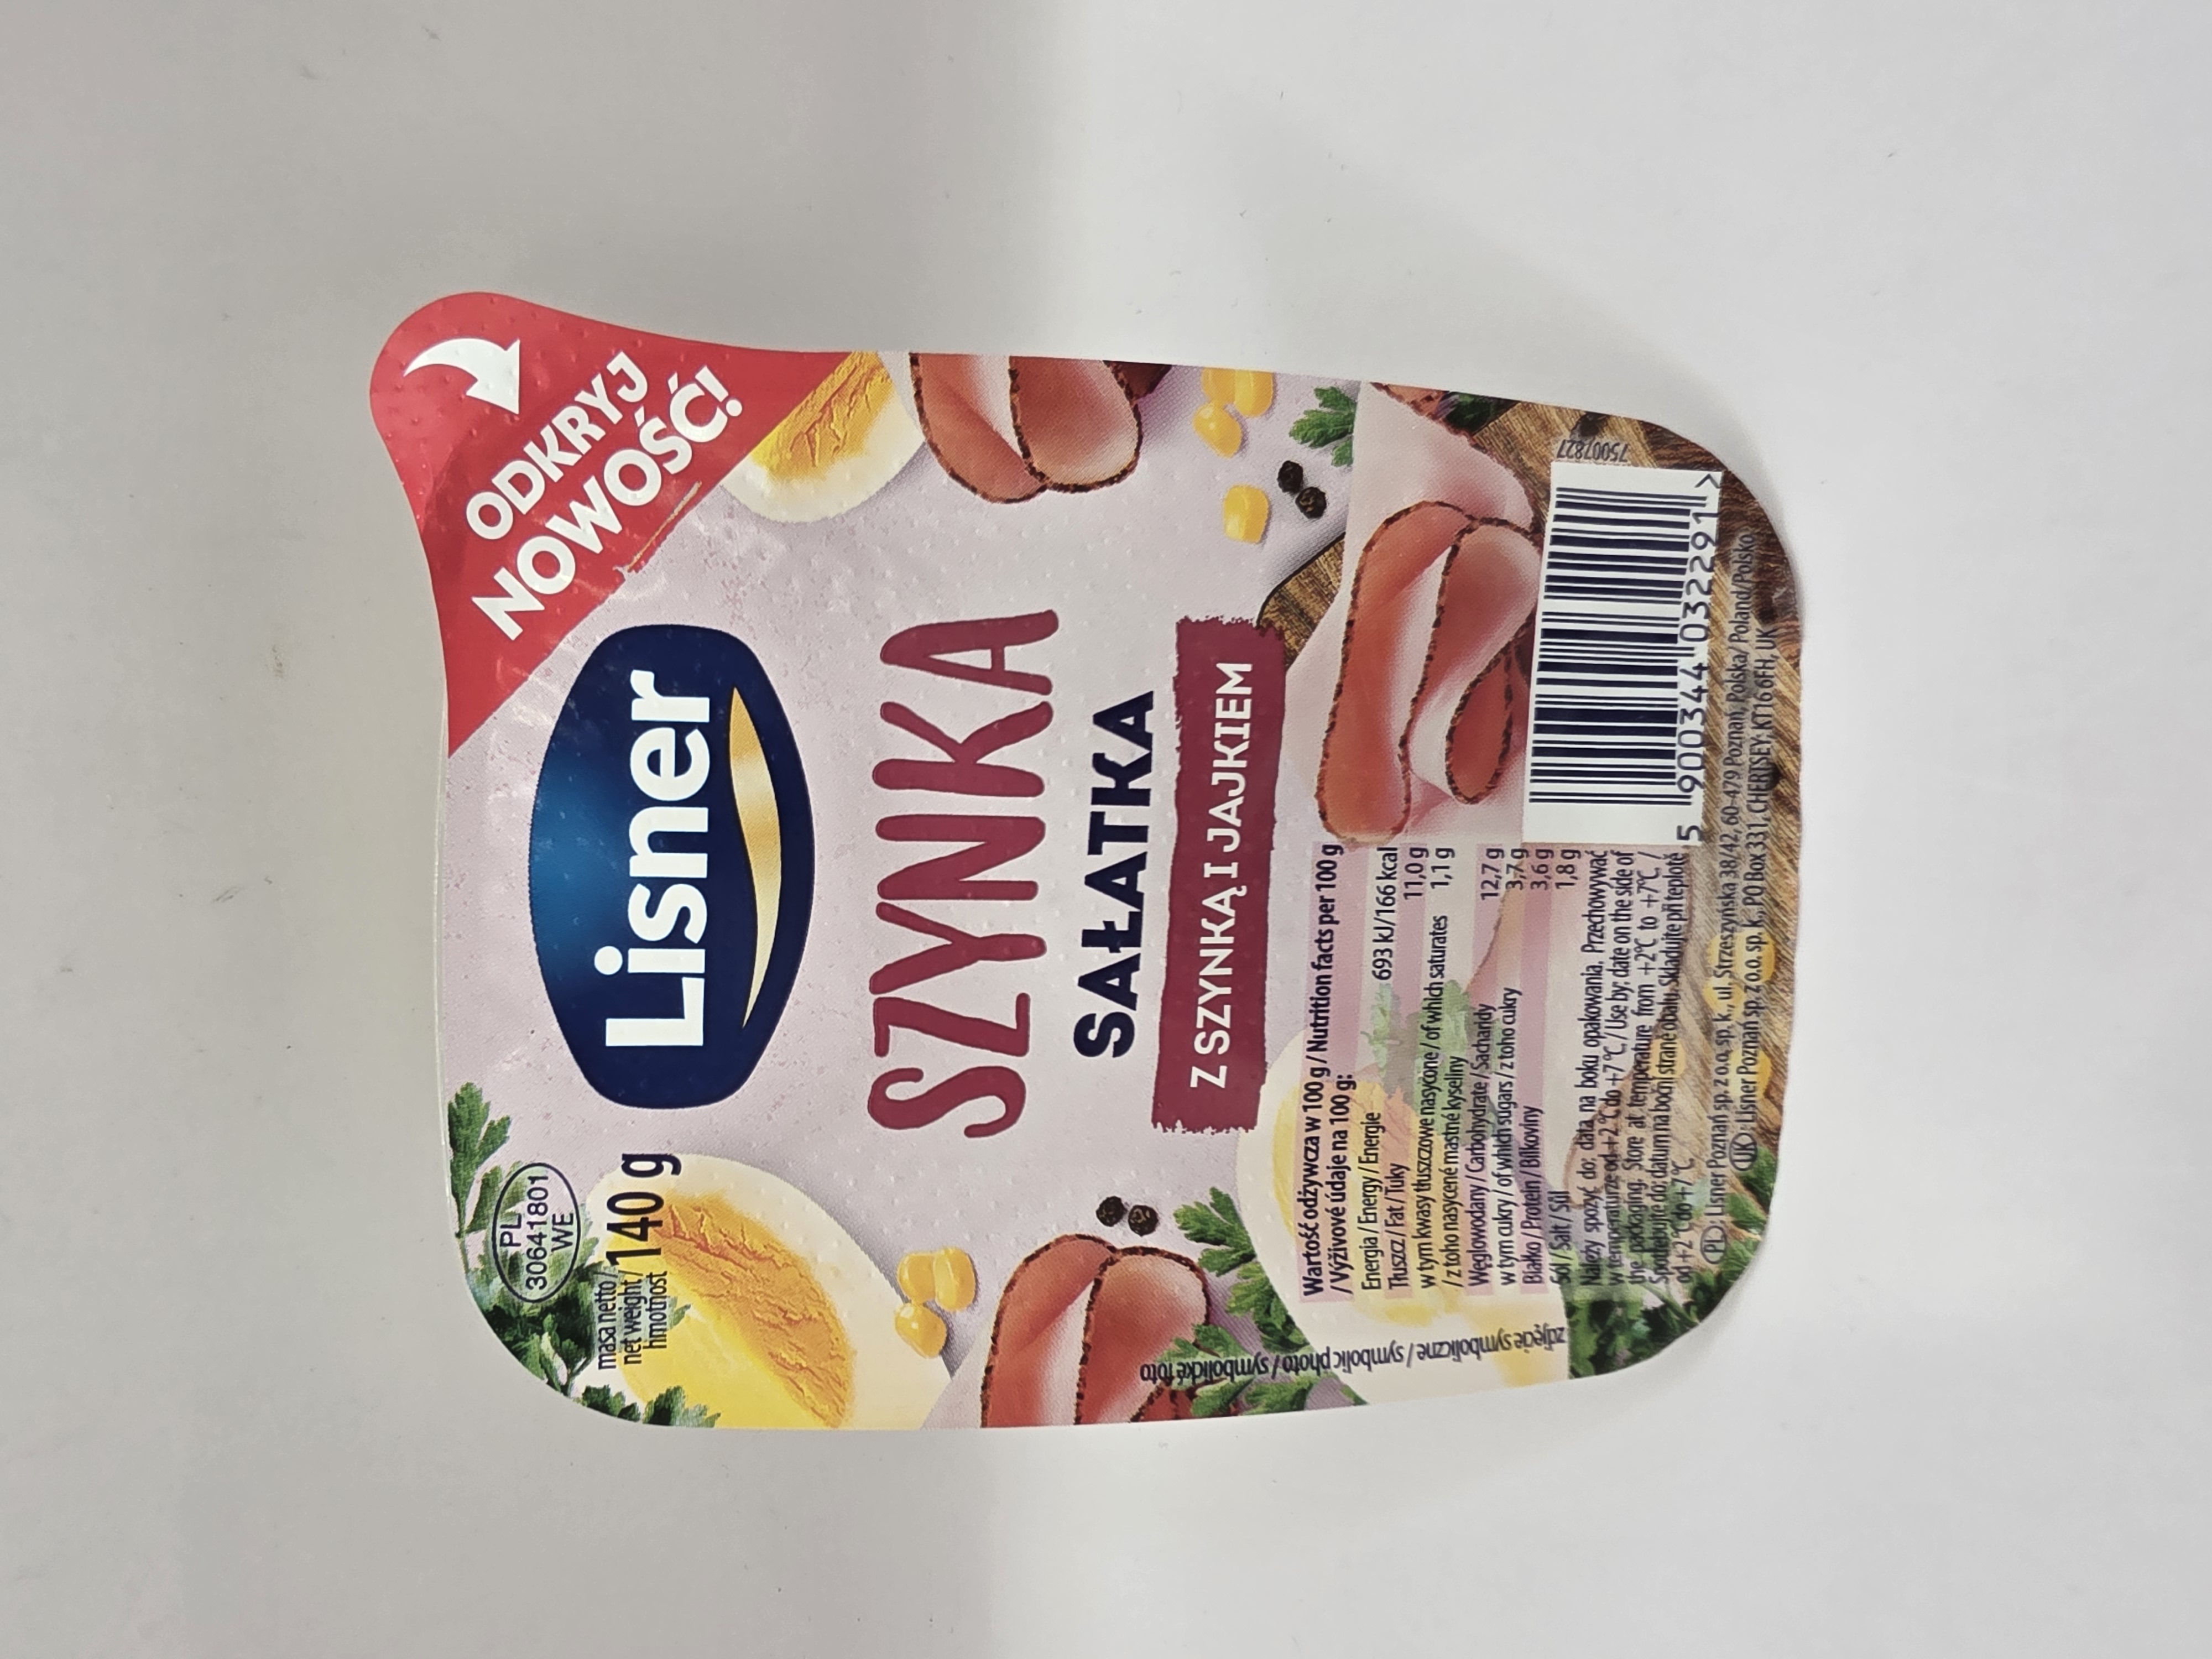 ODKRYJ
NOWOŚĆ!
PL
30641801
WE
masa netto /
net weight /
hmotnost
140 g
Lisner
SZYNKA
SAŁATKA
Z SZYNKĄ I JAJKIEM
Wartość odżywcza w 100 g / Nutrition facts per 100 g
/ Výživové údaje na 100 g:
Energia / Energy / Energie 693 kJ/166 kcal
Tłuszcz / Fat / Tuky 11,0 g
w tym kwasy tłuszczowe nasycone / of which saturates 1,1 g
/ z toho nasycené mastné kyseliny
Węglowodany / Carbohydrate / Sacharidy 12,7 g
w tym cukry / of which sugars / z toho cukry 3,7 g
Białko / Protein / Bílkoviny 3,6 g
Sól / Salt / Sůl 1,8 g
Należy spożyć do: data na boku opakowania. Przechowywać
w temperaturze od +2 °C do +7 °C. / Use by: date on the side of
the packaging. Store at temperature from +2°C to +7°C. /
Spotřebujte do: datum na boční straně obalu. Skladujte při teplotě
od +2 °C do +7 °C
PL: Lisner Poznań sp. z o.o. sp. k., ul. Strzeszyńska 38/42, 60-479 Poznań, Polska/ Poland/Polsko
UK: Lisner Poznań sp. z o.o. sp. k., PO Box 331, CHERTSEY, KT16 6FH, UK
zdjęcie symboliczne / symbolic photo / symbolické foto
75007827
5 900344 032291 >